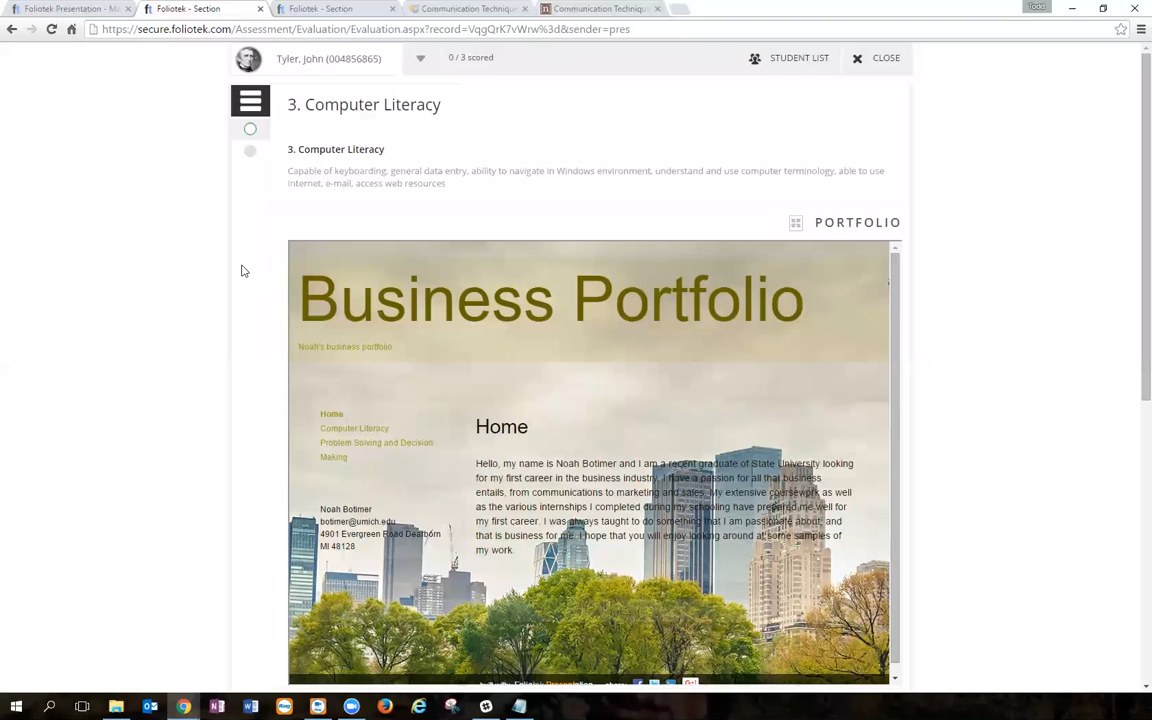 Foliotek Presentation - M
Foliotek - Section
Foliotek - Section
Communication Technique
Communication Techniqu
Todd
https://secure.foliotek.com/Assessment/Evaluation/Evaluation.aspx?record=VqgQrK7vWrw%3d&sender=pres
Tyler, John (004856865)
0 / 3 scored
STUDENT LIST
CLOSE
3. Computer Literacy
3. Computer Literacy
Capable of keyboarding, general data entry, ability to navigate in Windows environment, understand and use computer terminology, able to use
internet, e-mail, access web resources
PORTFOLIO
Business Portfolio
Noah's business portfolio
Home
Computer Literacy
Problem Solving and Decision
Making
Noah Botimer
botimer@umich.edu
4901 Evergreen Road Dearborn
MI 48128
Home
Hello, my name is Noah Botimer and I am a recent graduate of State University looking
for my first career in the business industry. I have a passion for all that business
entails, from communications to marketing and sales. My extensive coursework as well
as the various internships I completed during my schooling have prepared me well for
my first career. I was always taught to do something that I am passionate about, and
that is business for me. I hope that you will enjoy looking around at some samples of
my work.